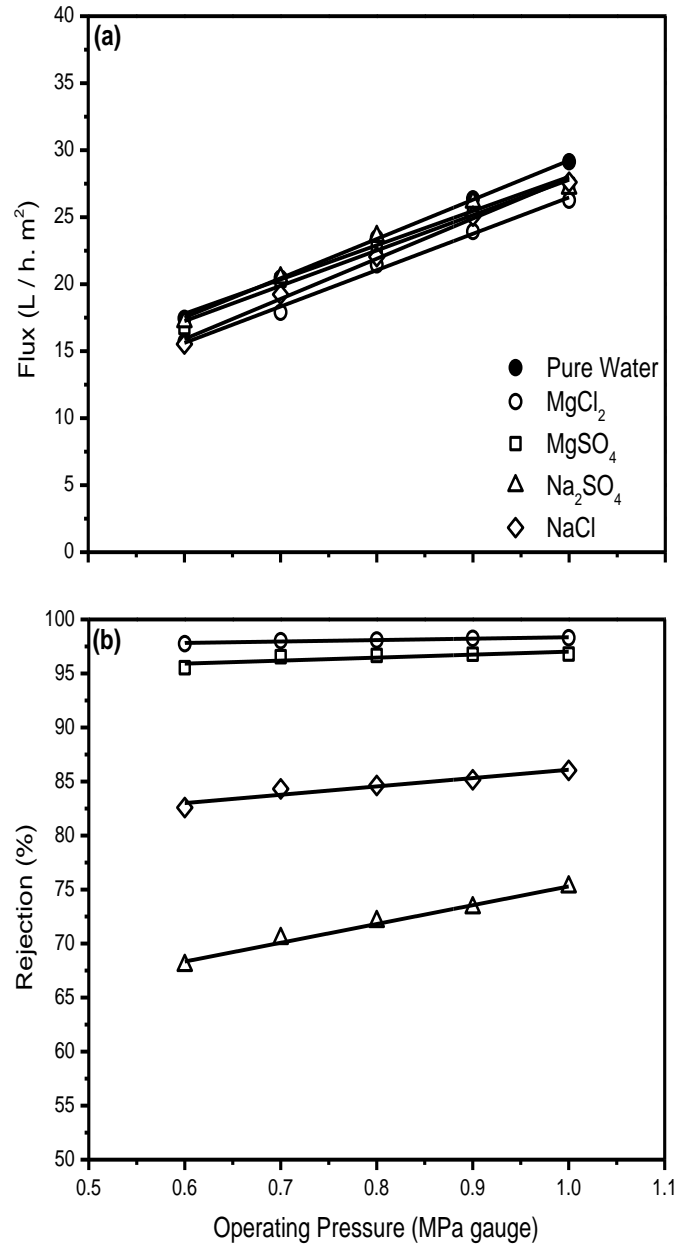 (a)
40
35
30
25
20
15
10
5
0
Flux (L / h. m²)
Pure Water
MgCl₂
MgSO₄
Na₂SO₄
NaCl
(b)
100
95
90
85
80
75
70
65
60
55
50
Rejection (%)
0.5 0.6 0.7 0.8 0.9 1.0 1.1
Operating Pressure (MPa gauge)